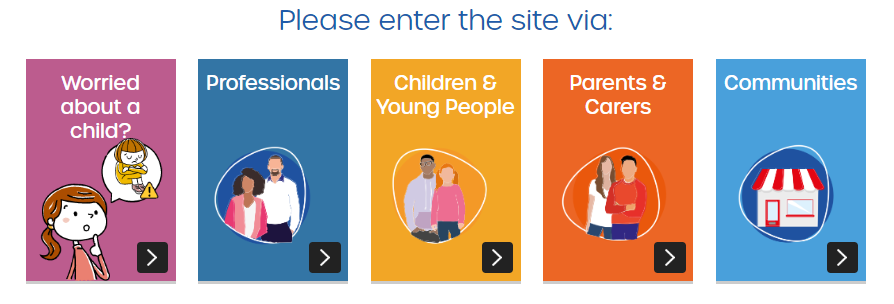 Please enter the site via:
Worried
about a
child?
Professionals
Children &
Young People
Parents &
Carers
Communities